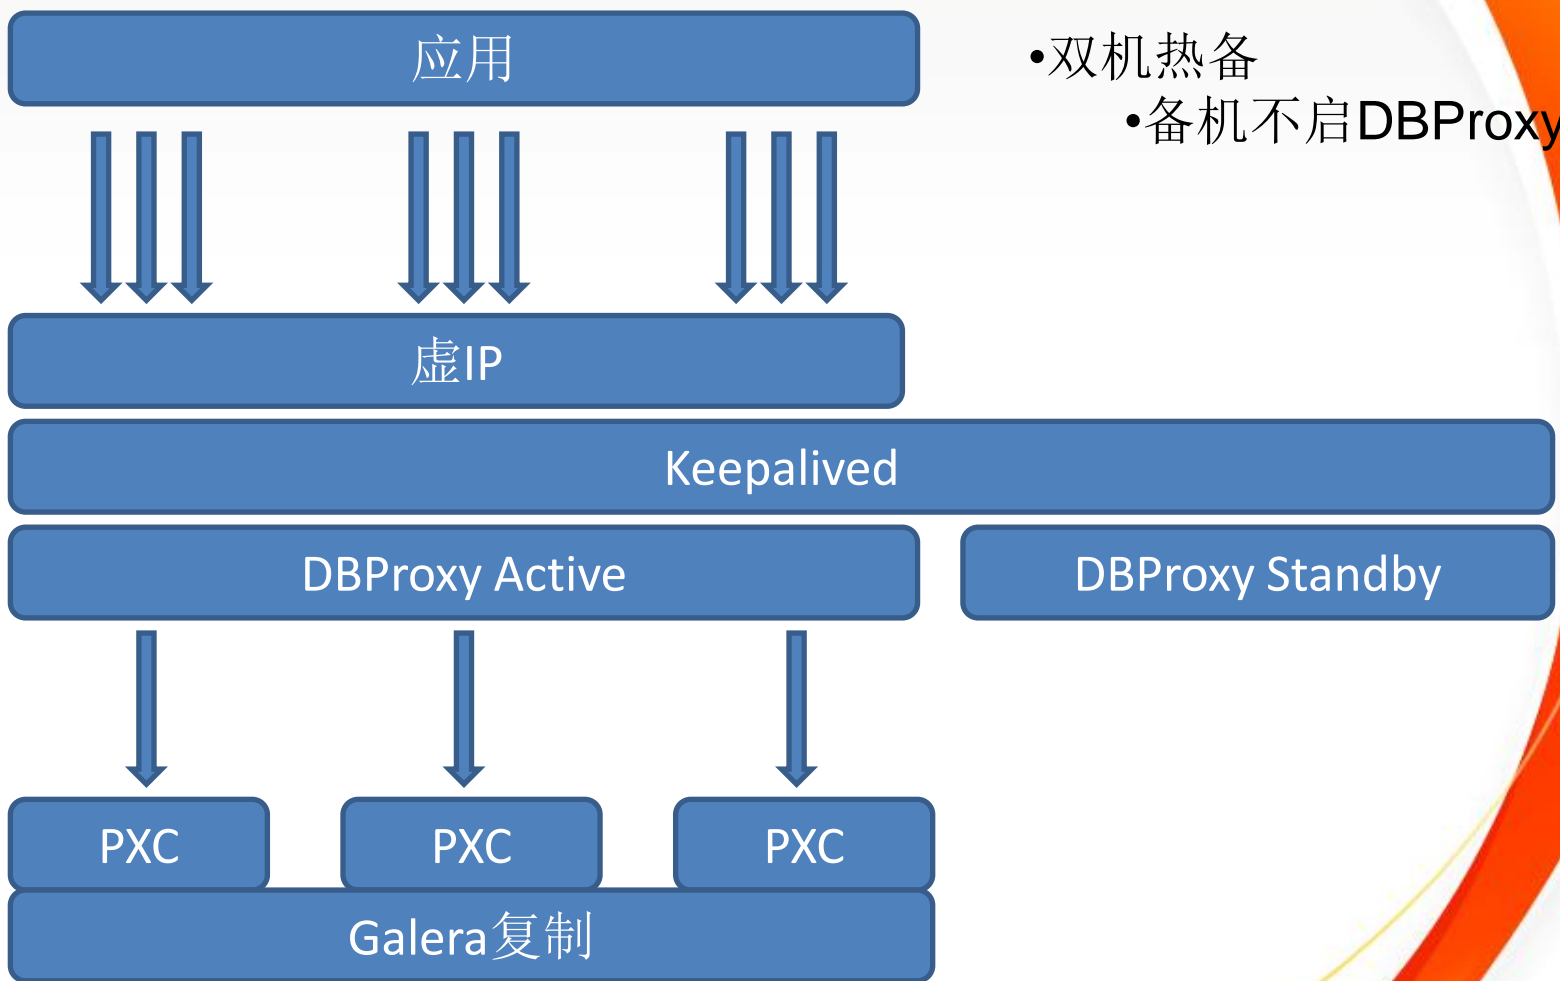 应用
•双机热备
•备机不启DBProxy
虚IP
Keepalived
DBProxy Active
DBProxy Standby
PXC
PXC
PXC
Galera复制